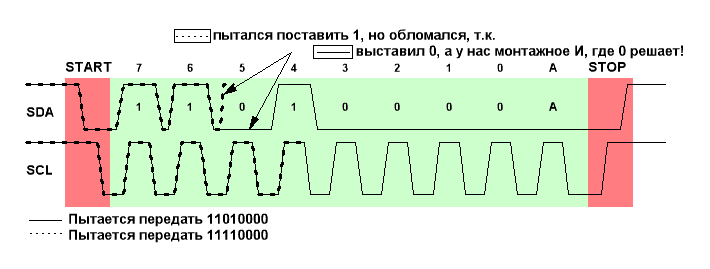 пытался поставить 1, но обломался, т.к.
выставил 0, а у нас монтажное И, где 0 решает!
START 7 6 5 4 3 2 1 0 A STOP
SDA 1 1 0 1 0 0 0 0 A
SCL
Пытается передать 11010000
Пытается передать 11110000